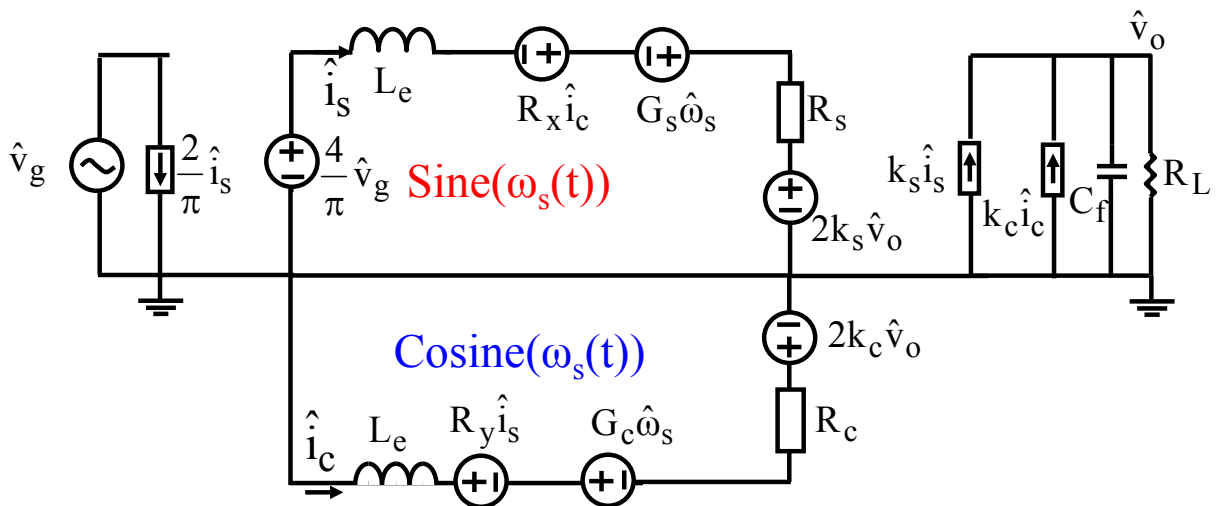 v̂g
2/π îs
4/π v̂g
îs
Le
Rx îc
Gs ω̂s
Rs
2ks v̂o
Sine(ωs(t))
v̂o
ks îs
kc îc
Cf
RL
Cosine(ωs(t))
2kc v̂o
Rc
îc
Le
Ry îs
Gc ω̂s